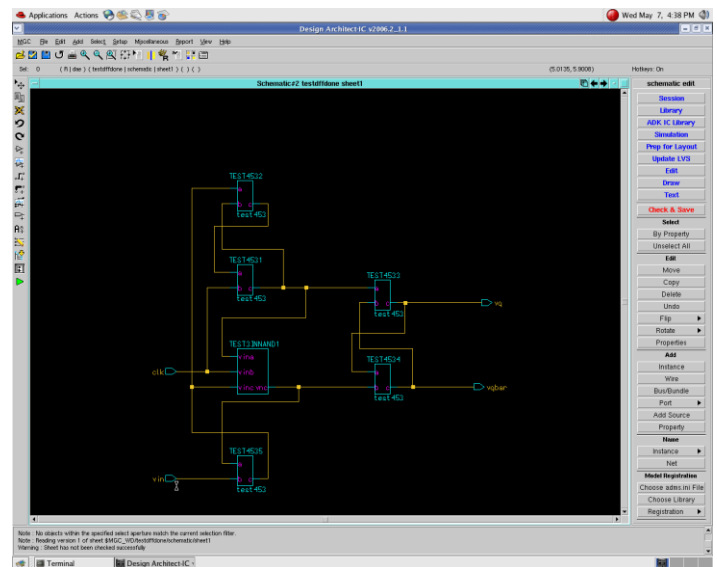 Applications Actions
Wed May 7, 4:38 PM
Design Architect-IC v2006.2_1.1
MGC File Edit Add Select Setup Miscellaneous Report View Help
Sel: 0 ( R | dse ) ( testdffdone | schematic | sheet1 ) ( ) ( )
(5.0135, 5.9000)
Hotkeys: On
Schematic#2 testdffdone sheet1
schematic edit
Session
Library
ADK IC Library
Simulation
Prep for Layout
Update LVS
Edit
Draw
Text
Check & Save
Select
By Property
Unselect All
Edit
Move
Copy
Delete
Undo
Flip
Rotate
Properties
Add
Instance
Wire
Bus/Bundle
Port
Add Source
Property
Name
Instance
Net
Model Registration
Choose adms.ini File
Choose Library
Registration
TEST4532
a
b c
test453
TEST4531
a
b c
test453
TEST4533
a
b c
test453
vq
TEST3INNAND1
vina
clk
vinb
vinc vnc
TEST4534
a
b c
test453
vqbar
TEST4535
a
vin
b c
test453
Note : No objects within the specified select aperture match the current selection filter.
Note : Reading version 1 of sheet $MGC_WD/testdffdone/schematic/sheet1
Warning : Sheet has not been checked successfully
Terminal
Design Architect-IC